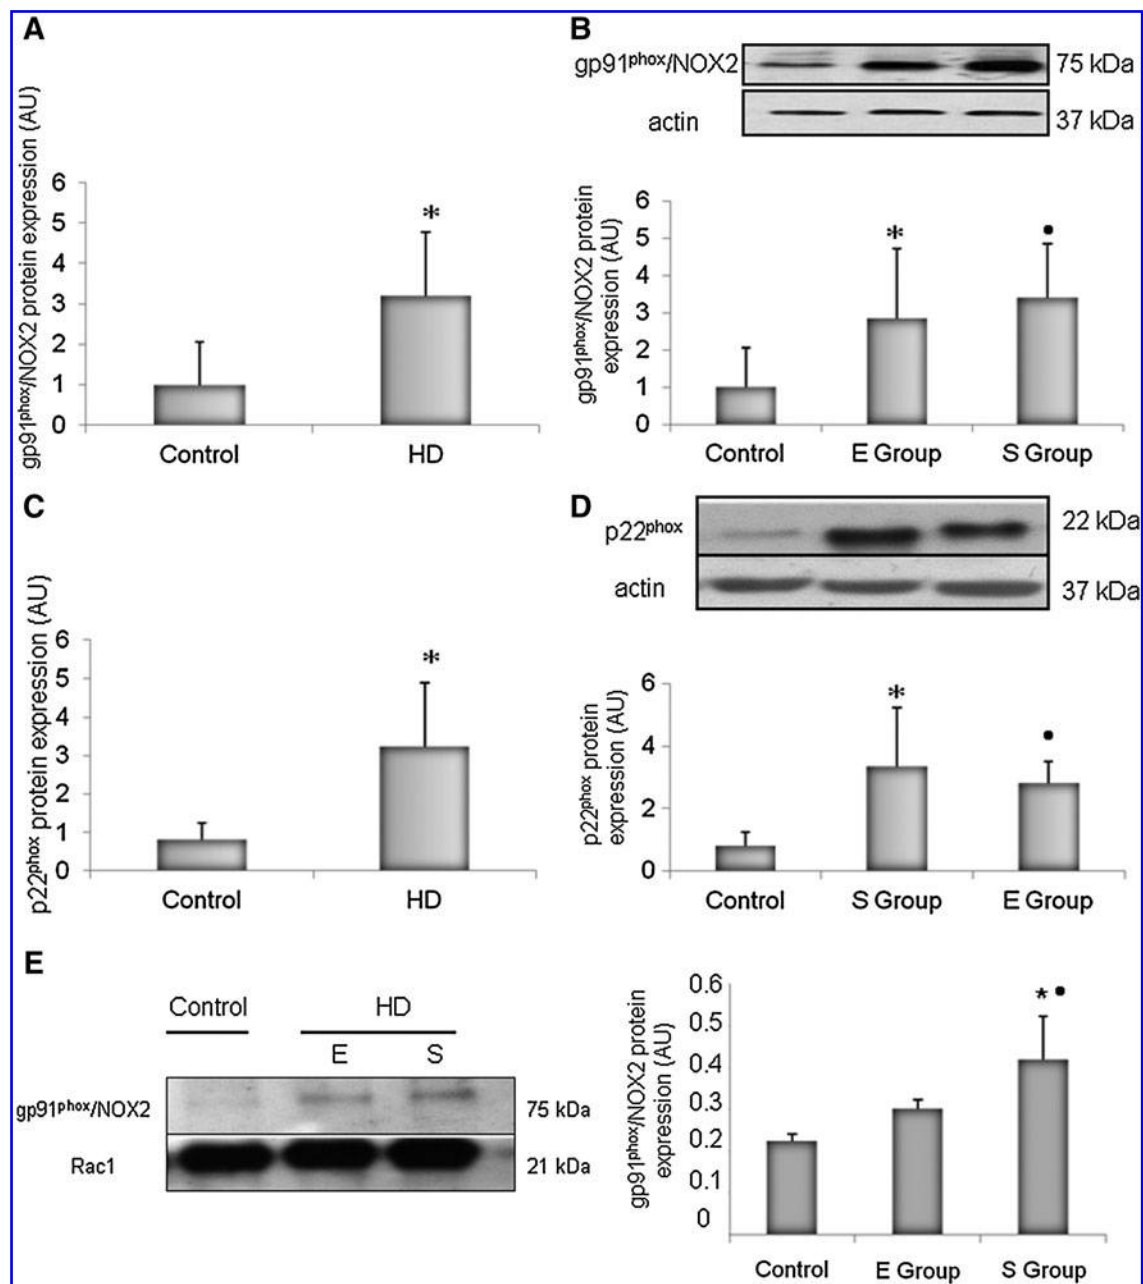 A
gp91phox/NOX2 protein expression (AU)
6
5
4
3
2
1
0
*
Control HD
B
gp91phox/NOX2 75 kDa
actin 37 kDa
gp91phox/NOX2 protein
expression (AU)
6
5
4
3
2
1
0
* •
Control E Group S Group
C
p22phox protein expression (AU)
6
5
4
3
2
1
0
*
Control HD
D
p22phox 22 kDa
actin 37 kDa
p22phox protein
expression (AU)
6
4
2
0
* •
Control S Group E Group
E
Control HD
E S
gp91phox/NOX2 75 kDa
Rac1 21 kDa
gp91phox/NOX2 protein
expression (AU)
0.6
0.5
0.4
0.3
0.2
0.1
0
* •
Control E Group S Group